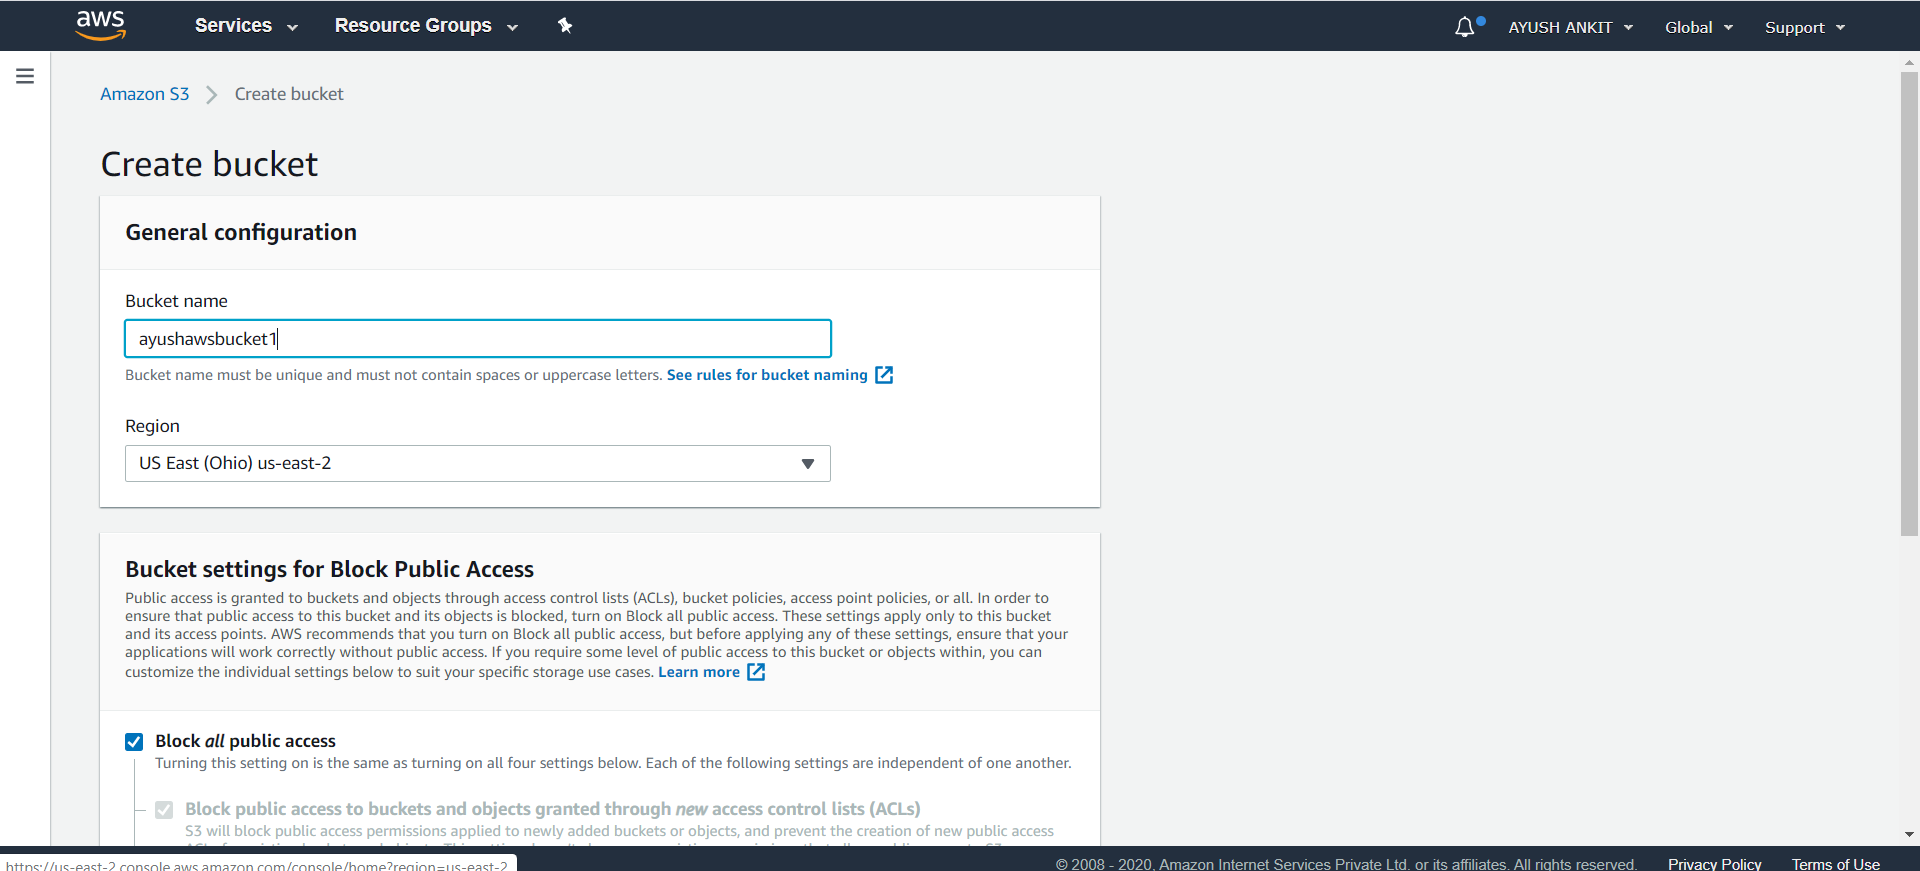 aws Services Resource Groups AYUSH ANKIT Global Support
Amazon S3 Create bucket
Create bucket
General configuration
Bucket name
ayushawsbucket1
Bucket name must be unique and must not contain spaces or uppercase letters. See rules for bucket naming
Region
US East (Ohio) us-east-2
Bucket settings for Block Public Access
Public access is granted to buckets and objects through access control lists (ACLs), bucket policies, access point policies, or all. In order to
ensure that public access to this bucket and its objects is blocked, turn on Block all public access. These settings apply only to this bucket
and its access points. AWS recommends that you turn on Block all public access, but before applying any of these settings, ensure that your
applications will work correctly without public access. If you require some level of public access to this bucket or objects within, you can
customize the individual settings below to suit your specific storage use cases. Learn more
Block all public access
Turning this setting on is the same as turning on all four settings below. Each of the following settings are independent of one another.
Block public access to buckets and objects granted through new access control lists (ACLs)
S3 will block public access permissions applied to newly added buckets or objects, and prevent the creation of new public access
https://us-east-2.console.aws.amazon.com/console/home?region=us-east-2
© 2008 - 2020, Amazon Internet Services Private Ltd. or its affiliates. All rights reserved. Privacy Policy Terms of Use